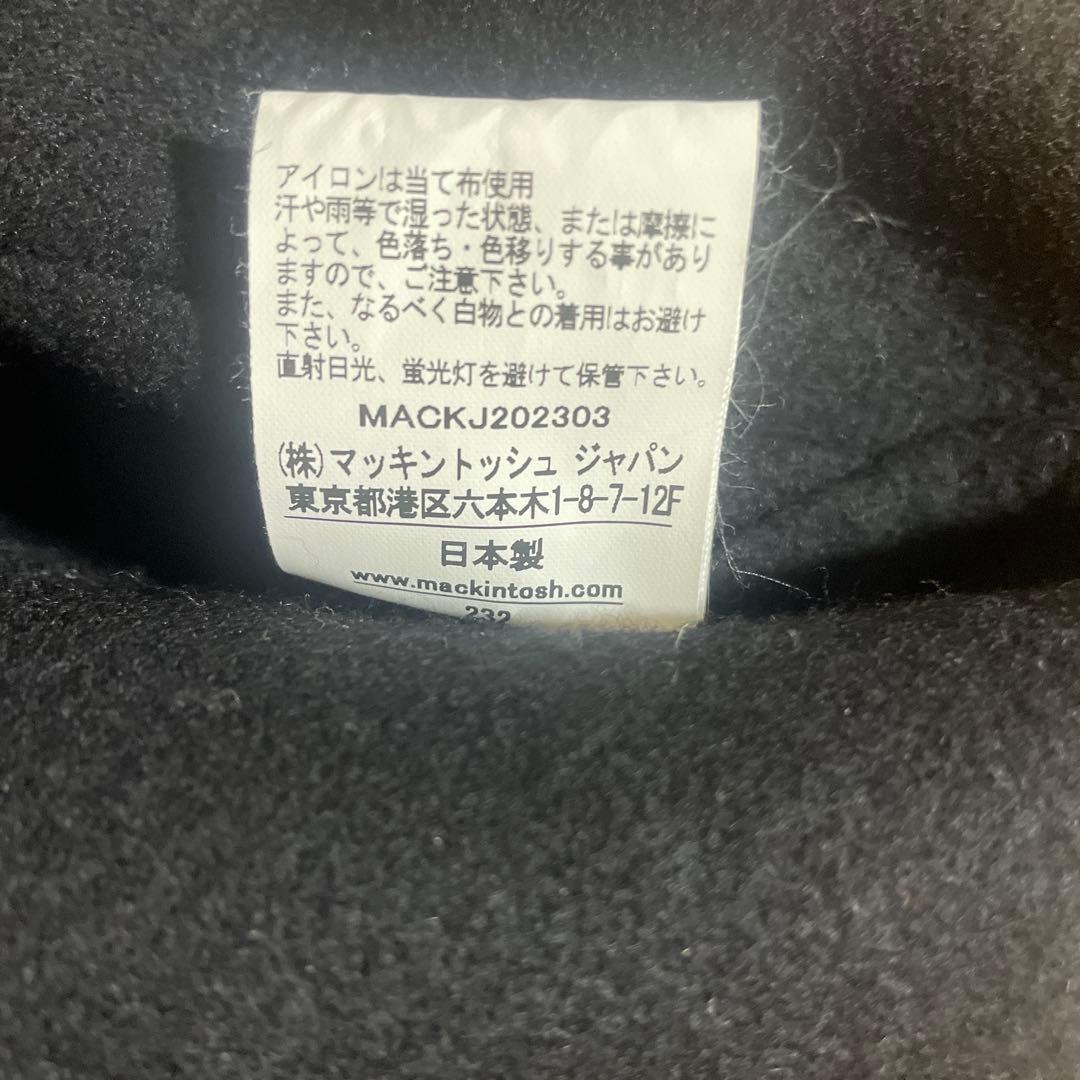 アイロンは当て布使用
汗や雨等で湿った状態、または摩擦に
よって、色落ち・色移りする事があり
ますので、ご注意下さい。
また、なるべく白物との着用はお避け
下さい。
直射日光、蛍光灯を避けて保管下さい。
MACKJ202303
(株)マッキントッシュ ジャパン
東京都港区六本木1-8-7-12F
日本製
www.mackintosh.com
232